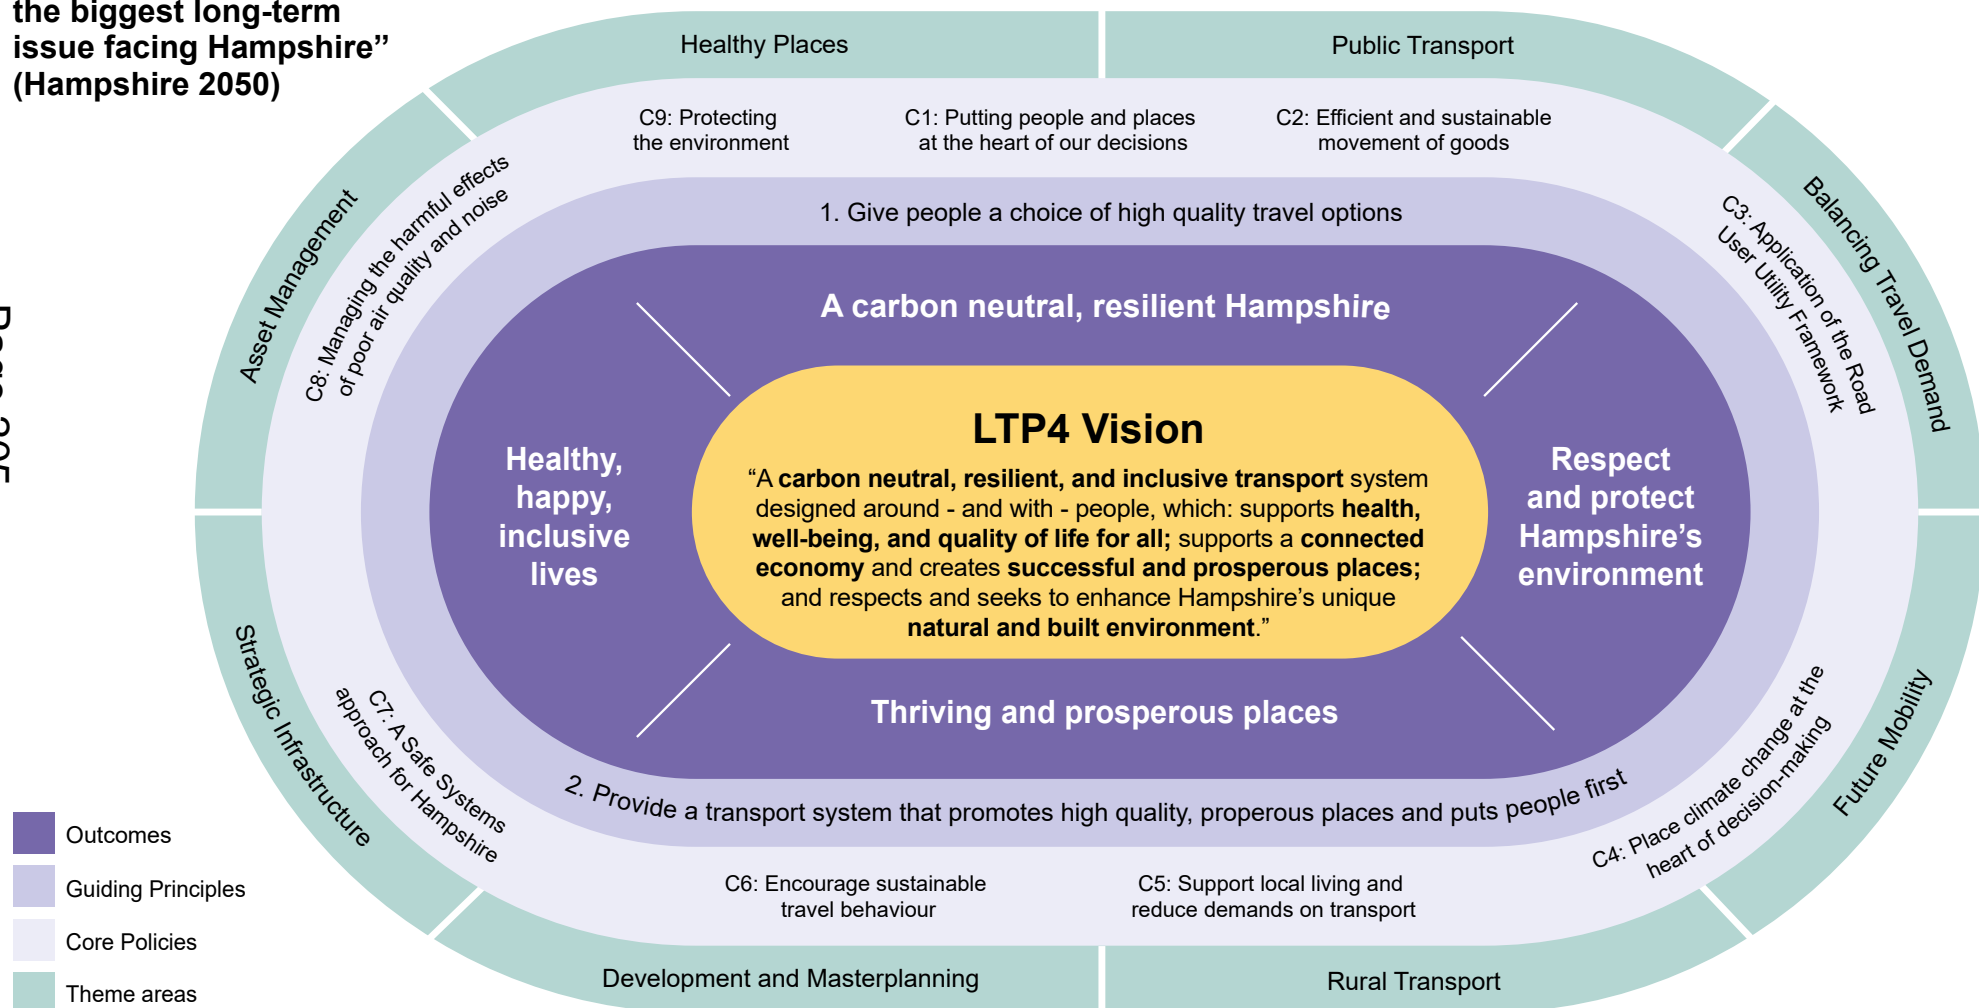 the biggest long-term
issue facing Hampshire”
(Hampshire 2050)
Healthy Places
Public Transport
Balancing Travel Demand
Future Mobility
Rural Transport
Development and Masterplanning
Strategic Infrastructure
Asset Management
C9: Protecting
the environment
C1: Putting people and places
at the heart of our decisions
C2: Efficient and sustainable
movement of goods
C3: Application of the Road
User Utility Framework
C4: Place climate change at the
heart of decision-making
C5: Support local living and
reduce demands on transport
C6: Encourage sustainable
travel behaviour
C7: A Safe Systems
approach for Hampshire
C8: Managing the harmful effects
of poor air quality and noise
1. Give people a choice of high quality travel options
A carbon neutral, resilient Hampshire
Healthy,
happy,
inclusive
lives
LTP4 Vision
“A carbon neutral, resilient, and inclusive transport system
designed around - and with - people, which: supports health,
well-being, and quality of life for all; supports a connected
economy and creates successful and prosperous places;
and respects and seeks to enhance Hampshire’s unique
natural and built environment.”
Respect
and protect
Hampshire’s
environment
Thriving and prosperous places
2. Provide a transport system that promotes high quality, properous places and puts people first
Outcomes
Guiding Principles
Core Policies
Theme areas